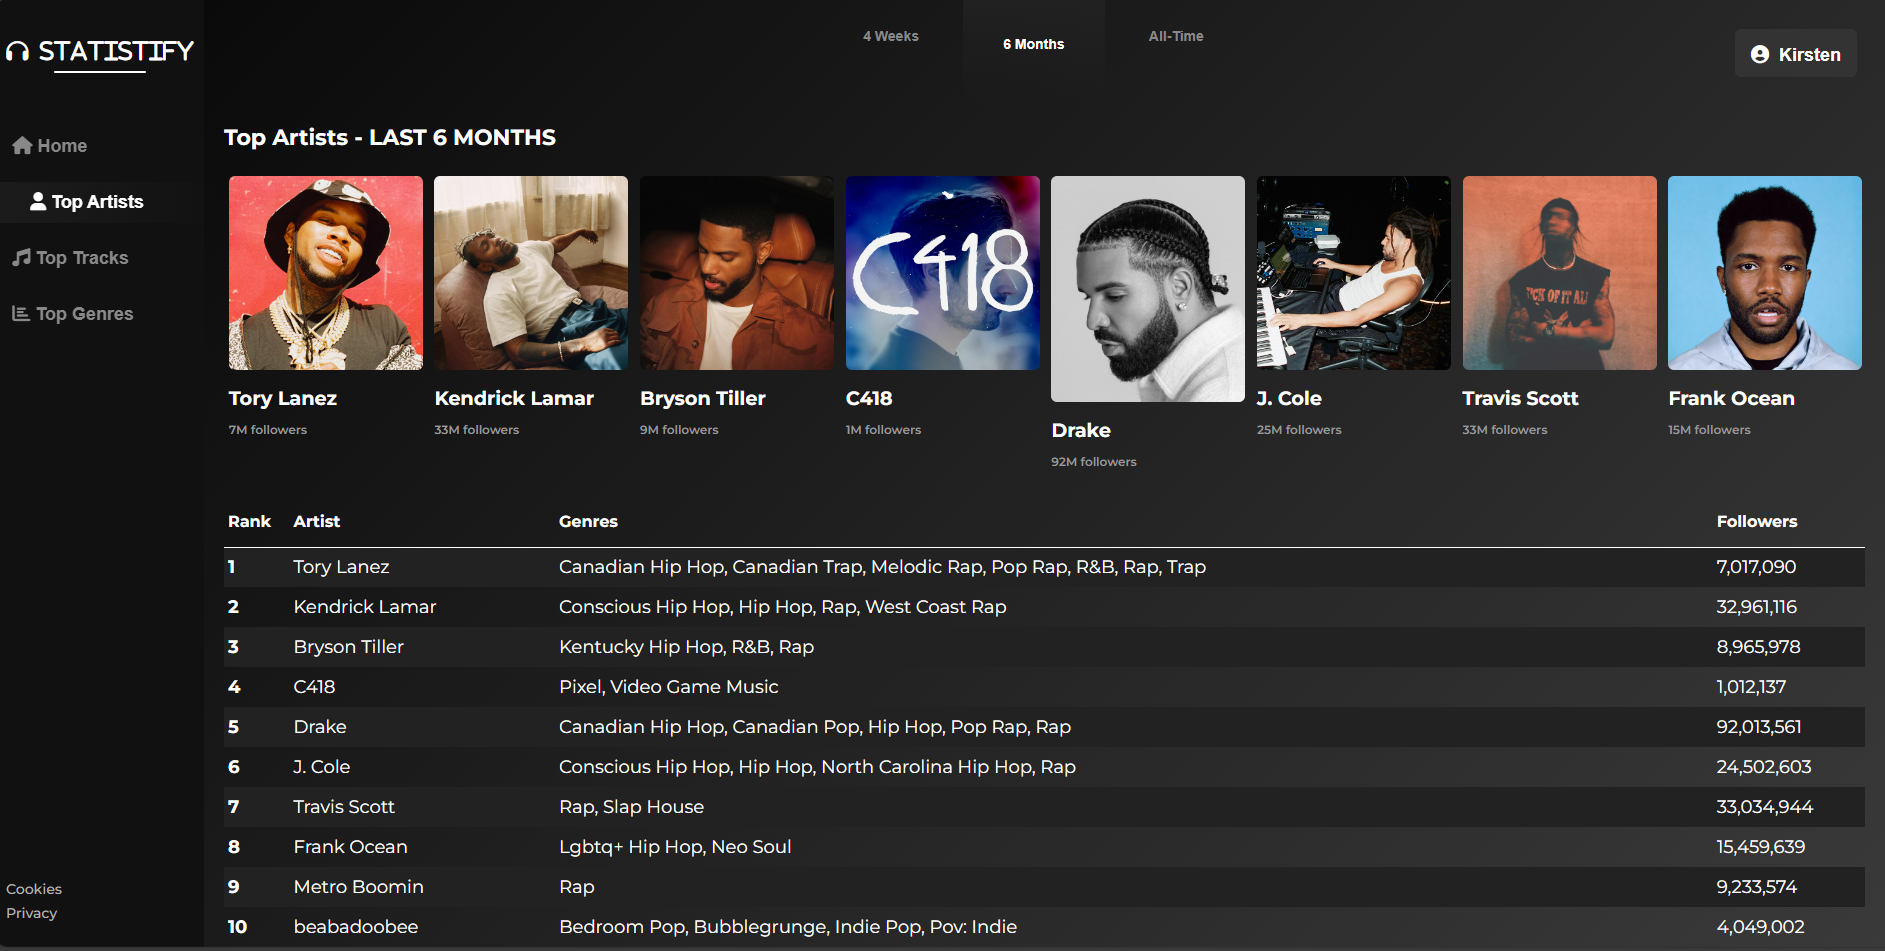 STATISTIFY
4 Weeks
6 Months
All-Time
Kirsten
Home
Top Artists
Top Tracks
Top Genres
Top Artists - LAST 6 MONTHS
C418
Tory Lanez
7M followers
Kendrick Lamar
33M followers
Bryson Tiller
9M followers
C418
1M followers
Drake
92M followers
J. Cole
25M followers
OF IT ALL
Travis Scott
33M followers
Frank Ocean
15M followers
Rank Artist Genres Followers
1 Tory Lanez Canadian Hip Hop, Canadian Trap, Melodic Rap, Pop Rap, R&B, Rap, Trap 7,017,090
2 Kendrick Lamar Conscious Hip Hop, Hip Hop, Rap, West Coast Rap 32,961,116
3 Bryson Tiller Kentucky Hip Hop, R&B, Rap 8,965,978
4 C418 Pixel, Video Game Music 1,012,137
5 Drake Canadian Hip Hop, Canadian Pop, Hip Hop, Pop Rap, Rap 92,013,561
6 J. Cole Conscious Hip Hop, Hip Hop, North Carolina Hip Hop, Rap 24,502,603
7 Travis Scott Rap, Slap House 33,034,944
8 Frank Ocean Lgbtq+ Hip Hop, Neo Soul 15,459,639
9 Metro Boomin Rap 9,233,574
10 beabadoobee Bedroom Pop, Bubblegrunge, Indie Pop, Pov: Indie 4,049,002
Cookies
Privacy